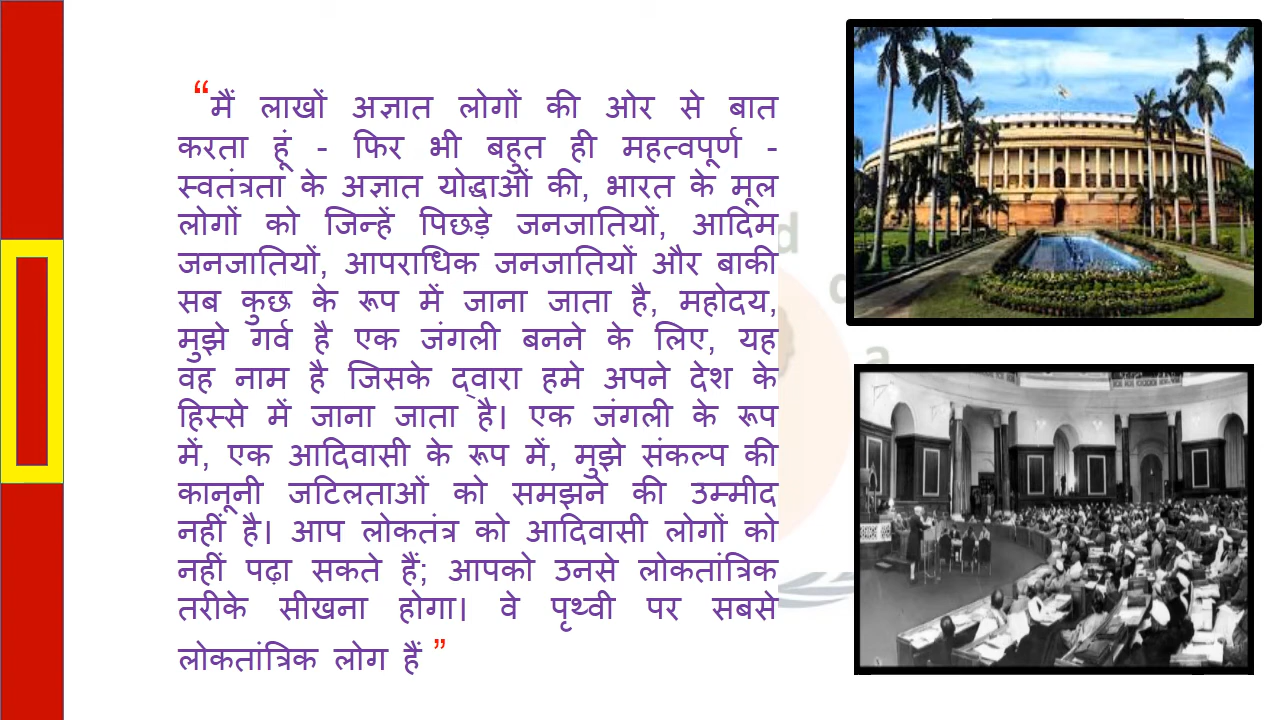 “मैं लाखों अज्ञात लोगों की ओर से बात
करता हूं - फिर भी बहुत ही महत्वपूर्ण -
स्वतंत्रता के अज्ञात योद्धाओं की, भारत के मूल
लोगों को जिन्हें पिछड़े जनजातियों, आदिम
जनजातियों, आपराधिक जनजातियों और बाकी
सब कुछ के रूप में जाना जाता है, महोदय,
मुझे गर्व है एक जंगली बनने के लिए, यह
वह नाम है जिसके द्वारा हमे अपने देश के
हिस्से में जाना जाता है। एक जंगली के रूप
में, एक आदिवासी के रूप में, मुझे संकल्प की
कानूनी जटिलताओं को समझने की उम्मीद
नहीं है। आप लोकतंत्र को आदिवासी लोगों को
नहीं पढ़ा सकते हैं; आपको उनसे लोकतांत्रिक
तरीके सीखना होगा। वे पृथ्वी पर सबसे
लोकतांत्रिक लोग हैं ”